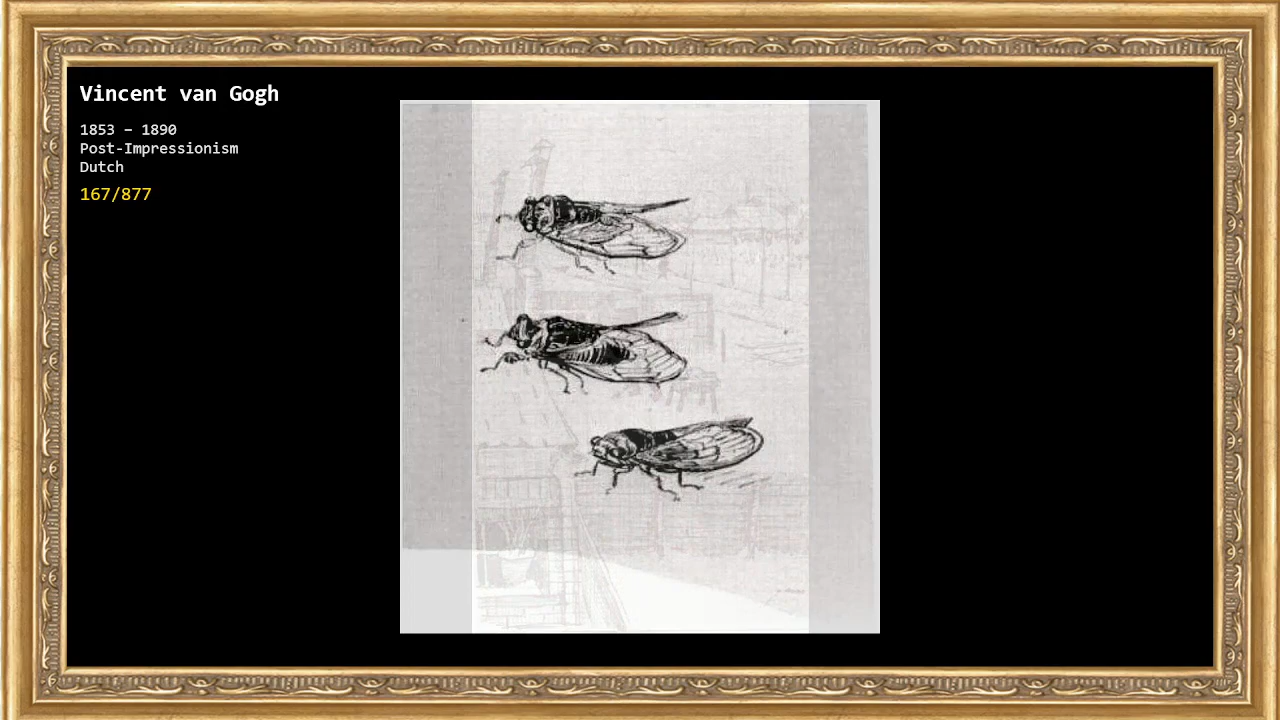 Vincent van Gogh
1853 – 1890
Post-Impressionism
Dutch
167/877